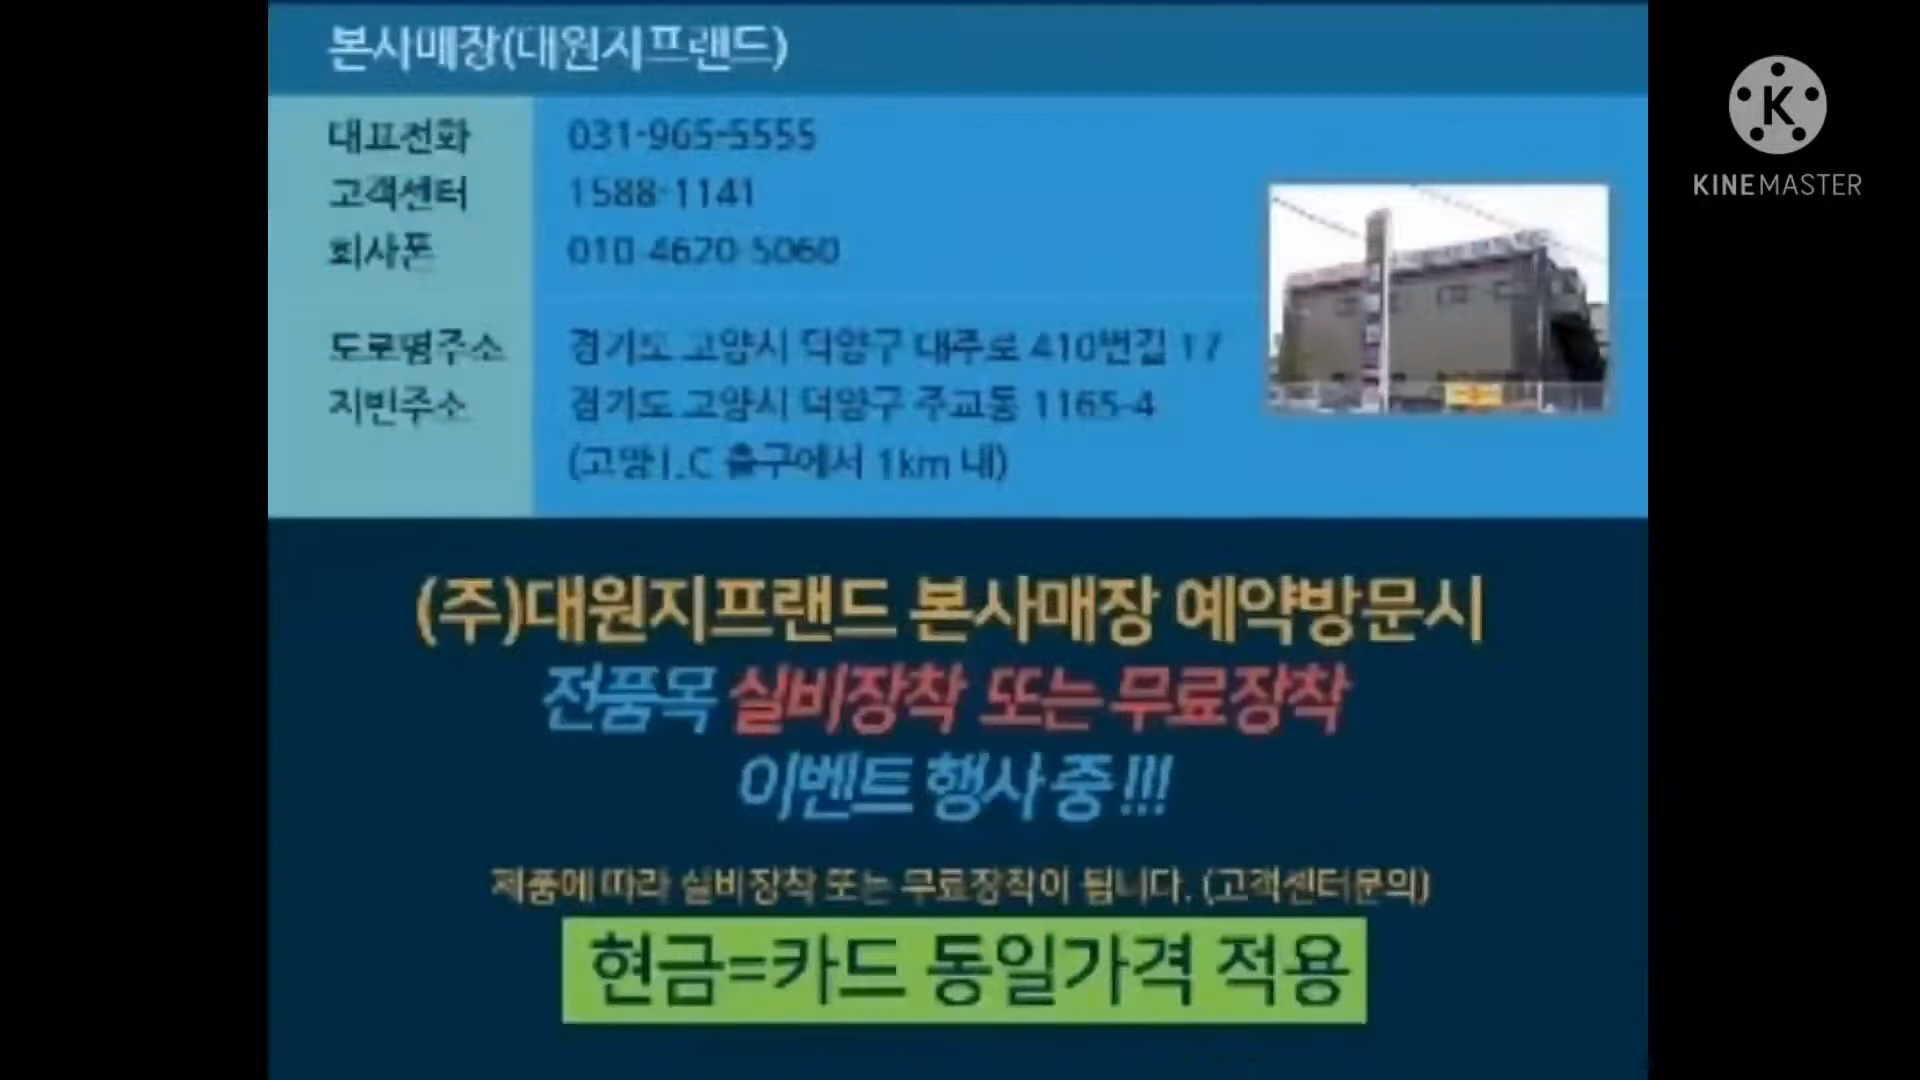 본사매장(대원지프랜드)
대표전화 031-965-5555
고객센터 1588-1141
회사폰 010-4620-5060
도로명주소 경기도 고양시 덕양구 대주로 410번길 17
지번주소 경기도 고양시 덕양구 주교동 1165-4
(고양I.C 출구에서 1km 내)
(주)대원지프랜드 본사매장 예약방문시
전품목 실비장착 또는 무료장착
이벤트 행사 중 !!!
제품에 따라 실비장착 또는 무료장착이 됩니다. (고객센터문의)
현금=카드 동일가격 적용
K
KINEMASTER